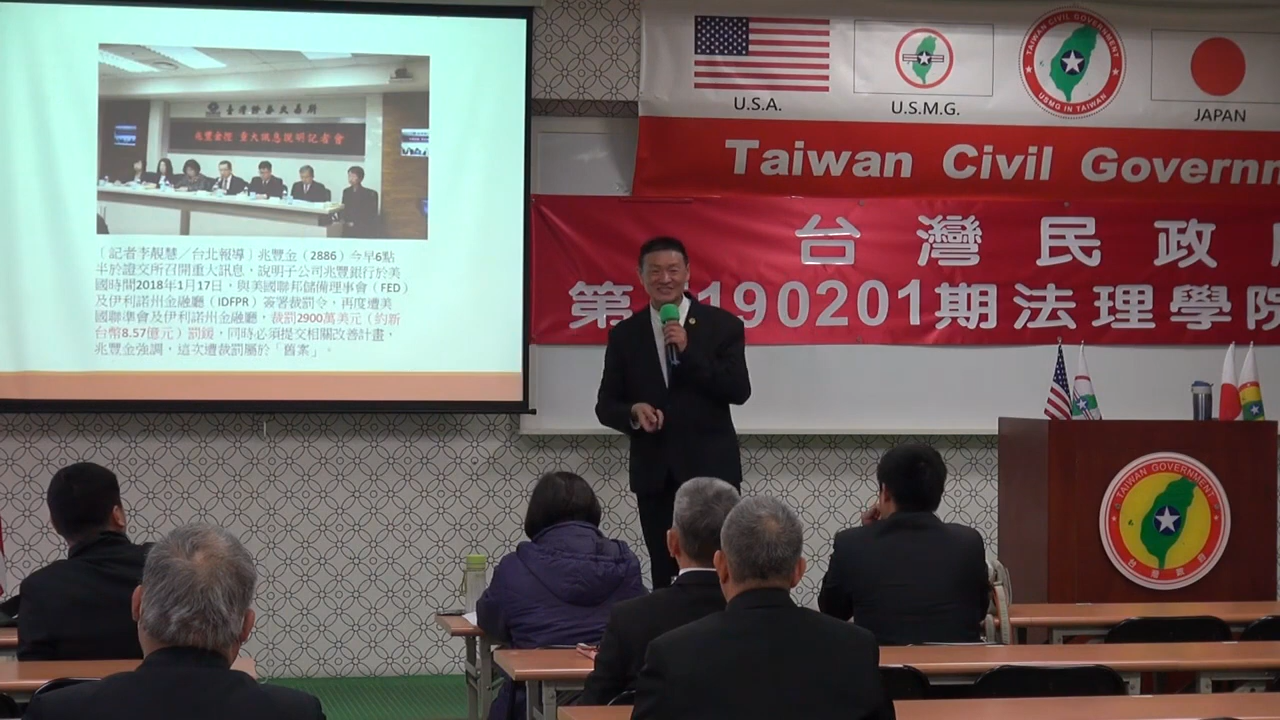 臺灣證券交易所
兆豐金控 重大訊息說明記者會
〔記者李靚慧／台北報導〕兆豐金（2886）今早6點
半於證交所召開重大訊息，說明子公司兆豐銀行於美
國時間2018年1月17日，與美國聯邦儲備理事會（FED）
及伊利諾州金融廳（IDFPR）簽署裁罰令，再度遭美
國聯準會及伊利諾州金融廳，裁罰2900萬美元（約新
台幣8.57億元）罰鍰，同時必須提交相關改善計畫，
兆豐金強調，這次遭裁罰屬於「舊案」。
U.S.A.
U.S.M.G.
TAIWAN CIVIL GOVERNMENT
USMG IN TAIWAN
JAPAN
Taiwan Civil Governm
台灣民政
第190201期法理學院
TAIWAN GOVERNMENT
台灣政府